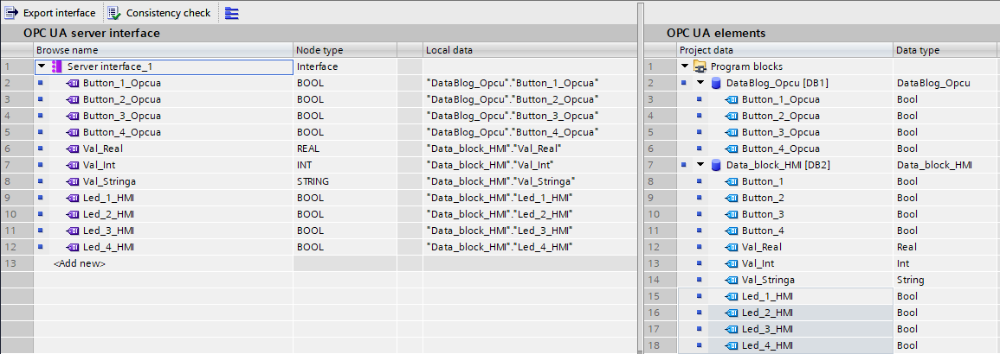 Export interface Consistency check
OPC UA server interface
Browse name Node type Local data
1 Server interface_1 Interface
2 Button_1_Opcua BOOL "DataBlog_Opcu"."Button_1_Opcua"
3 Button_2_Opcua BOOL "DataBlog_Opcu"."Button_2_Opcua"
4 Button_3_Opcua BOOL "DataBlog_Opcu"."Button_3_Opcua"
5 Button_4_Opcua BOOL "DataBlog_Opcu"."Button_4_Opcua"
6 Val_Real REAL "Data_block_HMI"."Val_Real"
7 Val_Int INT "Data_block_HMI"."Val_Int"
8 Val_Stringa STRING "Data_block_HMI"."Val_Stringa"
9 Led_1_HMI BOOL "Data_block_HMI"."Led_1_HMI"
10 Led_2_HMI BOOL "Data_block_HMI"."Led_2_HMI"
11 Led_3_HMI BOOL "Data_block_HMI"."Led_3_HMI"
12 Led_4_HMI BOOL "Data_block_HMI"."Led_4_HMI"
13 <Add new>
OPC UA elements
Project data Data type
1 Program blocks
2 DataBlog_Opcu [DB1] DataBlog_Opcu
3 Button_1_Opcua Bool
4 Button_2_Opcua Bool
5 Button_3_Opcua Bool
6 Button_4_Opcua Bool
7 Data_block_HMI [DB2] Data_block_HMI
8 Button_1 Bool
9 Button_2 Bool
10 Button_3 Bool
11 Button_4 Bool
12 Val_Real Real
13 Val_Int Int
14 Val_Stringa String
15 Led_1_HMI Bool
16 Led_2_HMI Bool
17 Led_3_HMI Bool
18 Led_4_HMI Bool